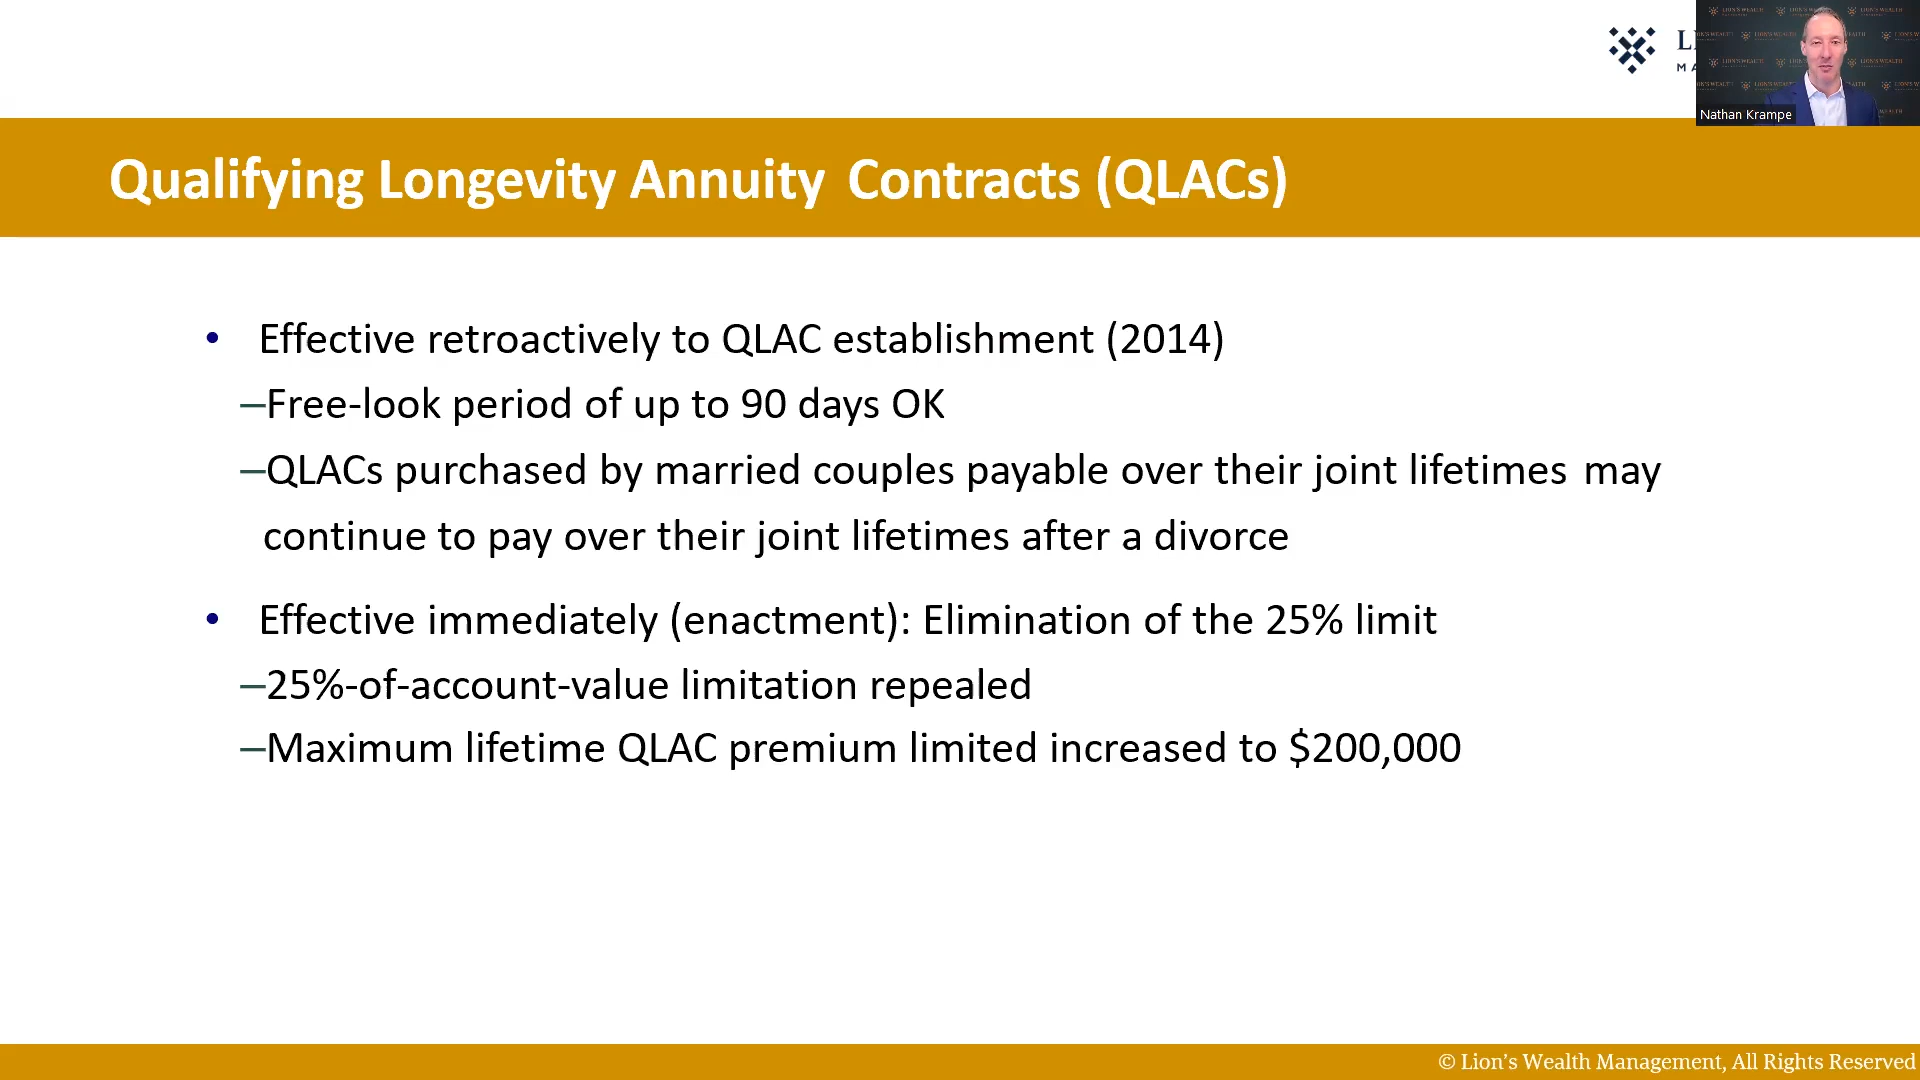 Nathan Krampe
Qualifying Longevity Annuity Contracts (QLACs)
• Effective retroactively to QLAC establishment (2014)
–Free-look period of up to 90 days OK
–QLACs purchased by married couples payable over their joint lifetimes may
continue to pay over their joint lifetimes after a divorce
• Effective immediately (enactment): Elimination of the 25% limit
–25%-of-account-value limitation repealed
–Maximum lifetime QLAC premium limited increased to $200,000
© Lion’s Wealth Management, All Rights Reserved